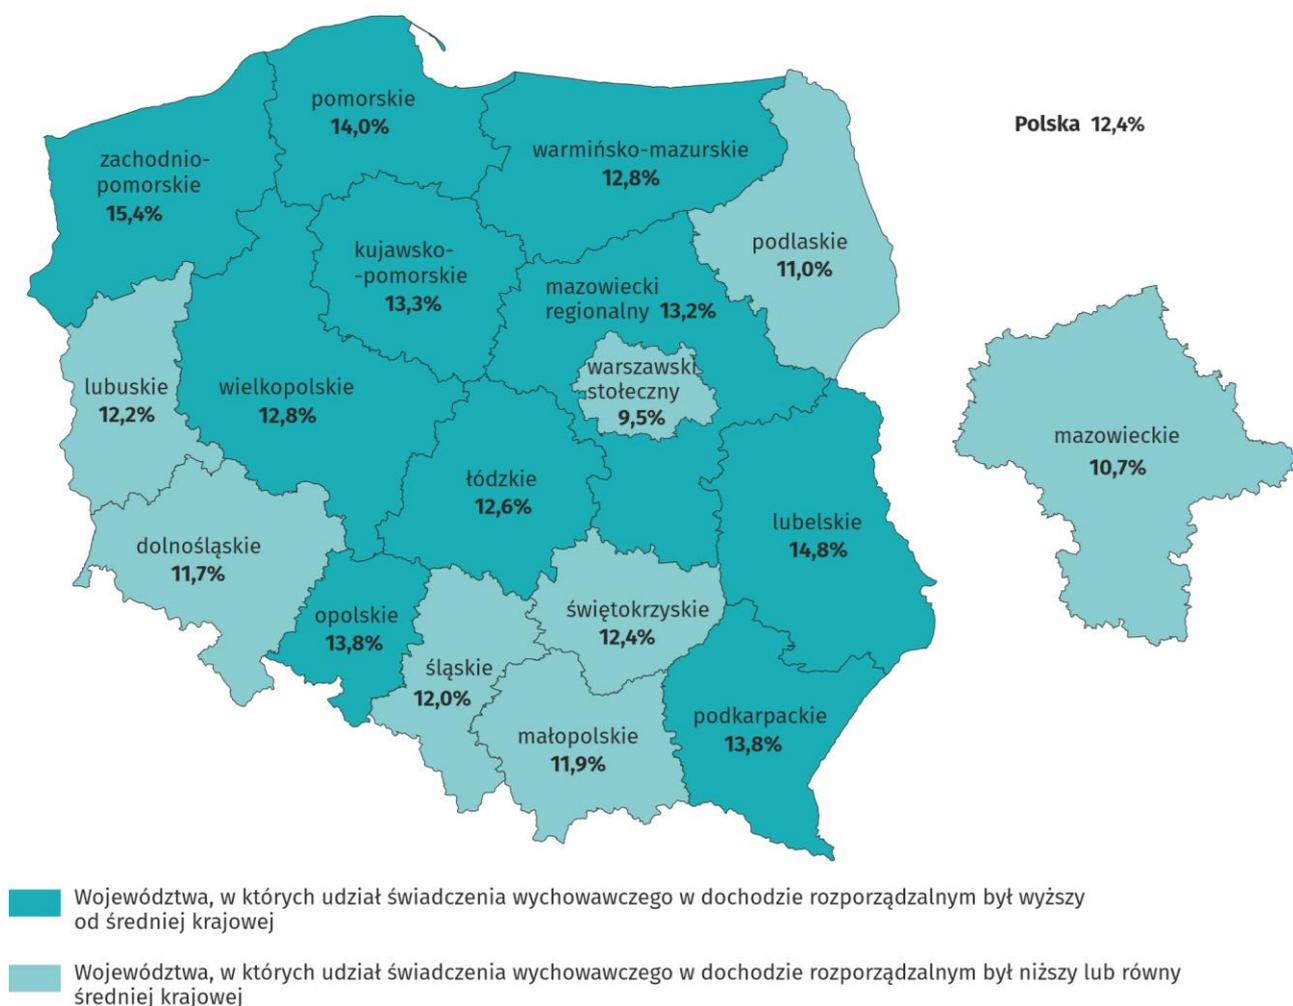 pomorskie
14,0%
Polska 12,4%
zachodnio-
pomorskie
15,4%
warmińsko-mazurskie
12,8%
kujawsko-
-pomorskie
13,3%
podlaskie
11,0%
mazowiecki
regionalny 13,2%
warszawski
stołeczny
9,5%
lubuskie
12,2%
wielkopolskie
12,8%
mazowieckie
10,7%
łódzkie
12,6%
lubelskie
14,8%
dolnośląskie
11,7%
opolskie
13,8%
świętokrzyskie
12,4%
śląskie
12,0%
małopolskie
11,9%
podkarpackie
13,8%
Województwa, w których udział świadczenia wychowawczego w dochodzie rozporządzalnym był wyższy
od średniej krajowej
Województwa, w których udział świadczenia wychowawczego w dochodzie rozporządzalnym był niższy lub równy
średniej krajowej